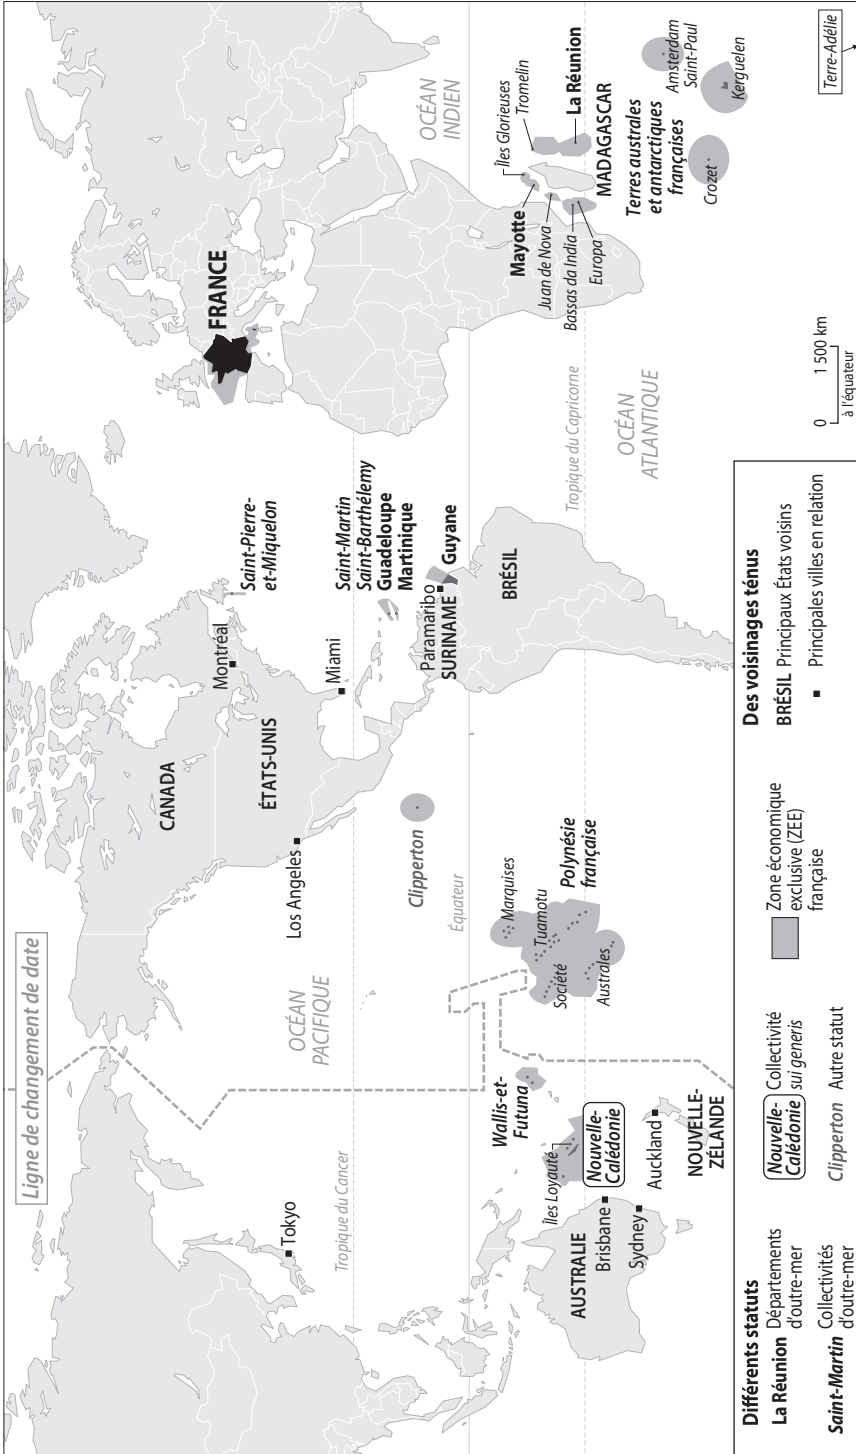 Ligne de changement de date
CANADA
ÉTATS-UNIS
Montréal
Saint-Pierre-
et-Miquelon
FRANCE
Tokyo
Los Angeles
Miami
OCÉAN
PACIFIQUE
Tropique du Cancer
Saint-Martin
Saint-Barthélemy
Guadeloupe
Martinique
Clipperton
Paramaribo
SURINAME
Guyane
OCÉAN
INDIEN
Équateur
BRÉSIL
Wallis-et-
Futuna
Marquises
Tuamotu
Société
Australes
Polynésie
française
Îles Loyauté
Nouvelle-
Calédonie
AUSTRALIE
Brisbane
Sydney
Auckland
NOUVELLE-
ZÉLANDE
Tropique du Capricorne
OCÉAN
ATLANTIQUE
Îles Glorieuses
Tromelin
Mayotte
Juan de Nova
Bassas da India
Europa
La Réunion
MADAGASCAR
Terres australes
et antarctiques
françaises
Amsterdam
Saint-Paul
Crozet
Kerguelen
Terre-Adélie
0 1 500 km
à l'équateur
Différents statuts
La Réunion Départements
d'outre-mer
Saint-Martin Collectivités
d'outre-mer
Nouvelle-
Calédonie
Collectivité
sui generis
Clipperton Autre statut
Zone économique
exclusive (ZEE)
française
Des voisinages ténus
BRÉSIL Principaux États voisins
Principales villes en relation